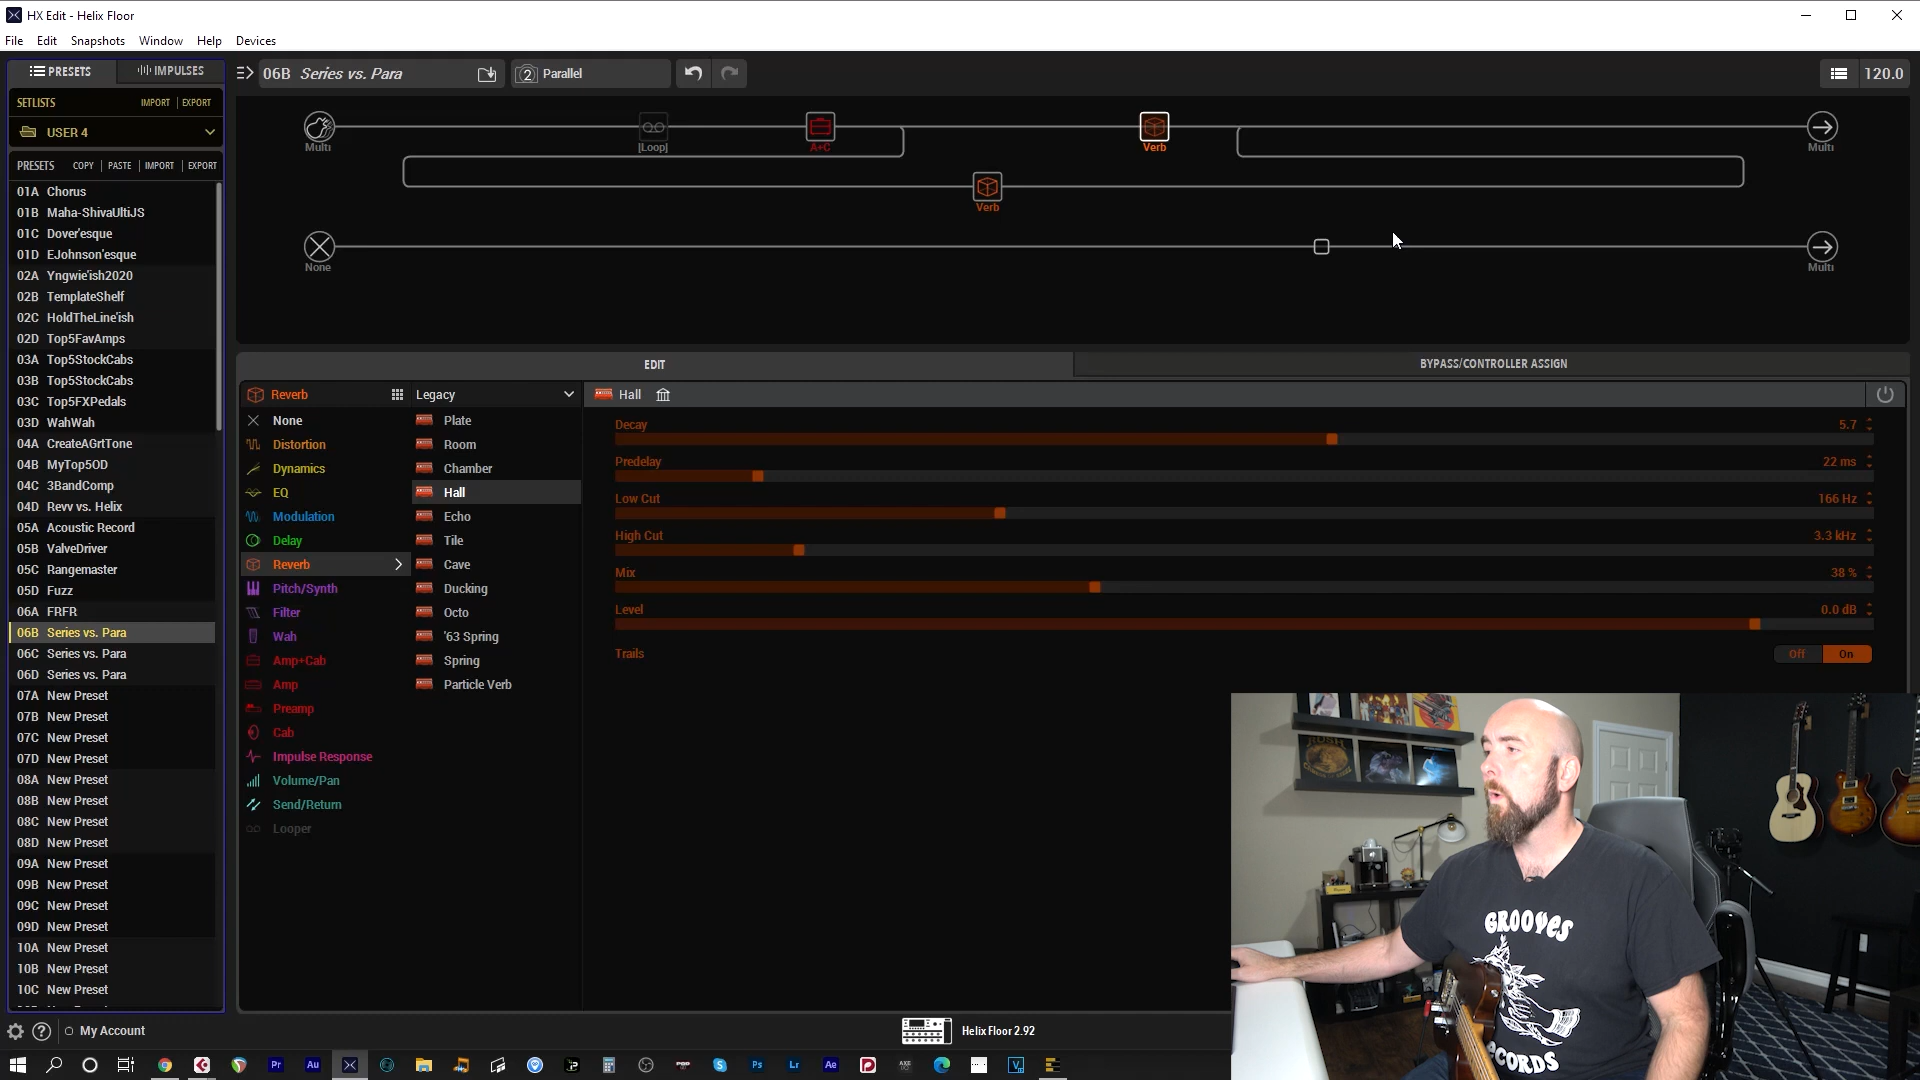 HX Edit - Helix Floor
File Edit Snapshots Window Help Devices
PRESETS IMPULSES
06B Series vs. Para
2 Parallel
120.0
SETLISTS IMPORT | EXPORT
USER 4
PRESETS COPY PASTE IMPORT EXPORT
01A Chorus
01B Maha-ShivaUltiJS
01C Dover'esque
01D EJohnson'esque
02A Yngwie'ish2020
02B TemplateShelf
02C HoldTheLine'ish
02D Top5FavAmps
03A Top5StockCabs
03B Top5StockCabs
03C Top5FXPedals
03D WahWah
04A CreateAGrtTone
04B MyTop5OD
04C 3BandComp
04D Revv vs. Helix
05A Acoustic Record
05B ValveDriver
05C Rangemaster
05D Fuzz
06A FRFR
06B Series vs. Para
06C Series vs. Para
06D Series vs. Para
07A New Preset
07B New Preset
07C New Preset
07D New Preset
08A New Preset
08B New Preset
08C New Preset
08D New Preset
09A New Preset
09B New Preset
09C New Preset
09D New Preset
10A New Preset
10B New Preset
10C New Preset
Multi |Loop| A+C Verb Multi
Verb
None Multi
EDIT BYPASS/CONTROLLER ASSIGN
Reverb
None
Distortion
Dynamics
EQ
Modulation
Delay
Reverb
Pitch/Synth
Filter
Wah
Amp+Cab
Amp
Preamp
Cab
Impulse Response
Volume/Pan
Send/Return
Looper
Legacy
Plate
Room
Chamber
Hall
Echo
Tile
Cave
Ducking
Octo
'63 Spring
Spring
Particle Verb
Hall
Decay 5.7
Predelay 22 ms
Low Cut 166 Hz
High Cut 3.3 kHz
Mix 38 %
Level 0.0 dB
Trails Off On
My Account
Helix Floor 2.92
RUSH
GROOVES
RECORDS
Pr Au Ps Lr Ae